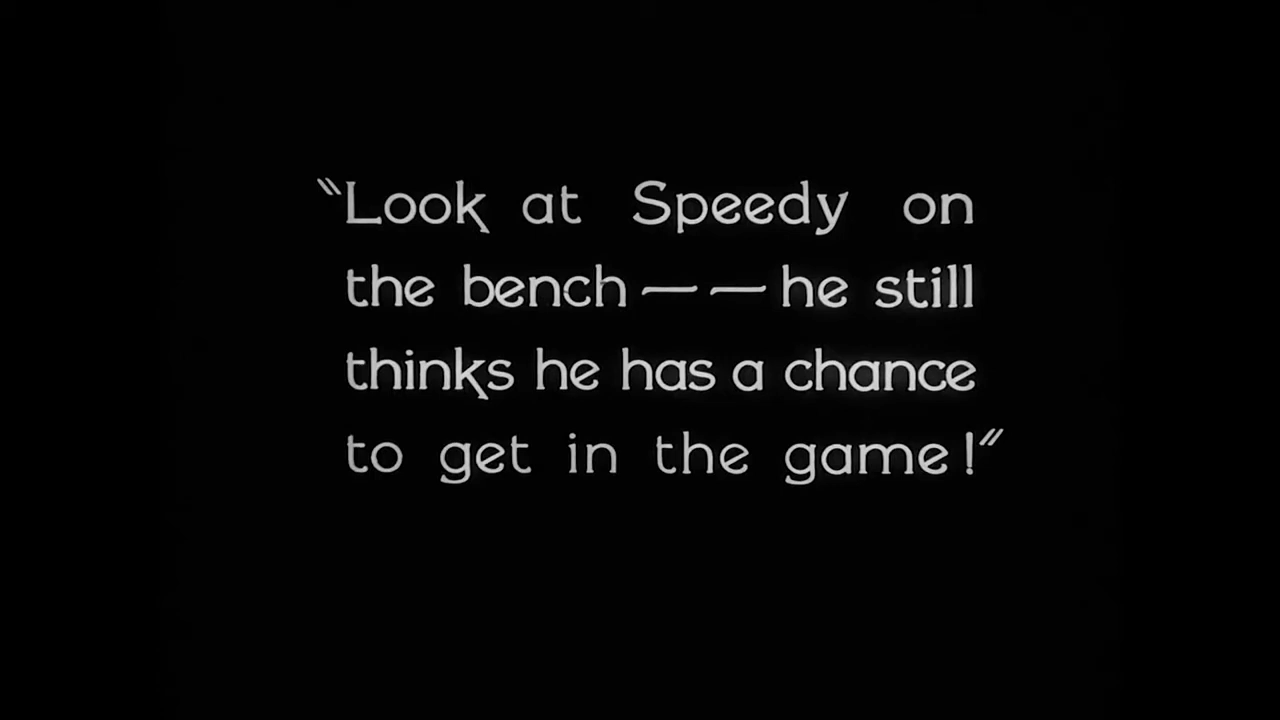 "Look at Speedy on
the bench — — he still
thinks he has a chance
to get in the game!"